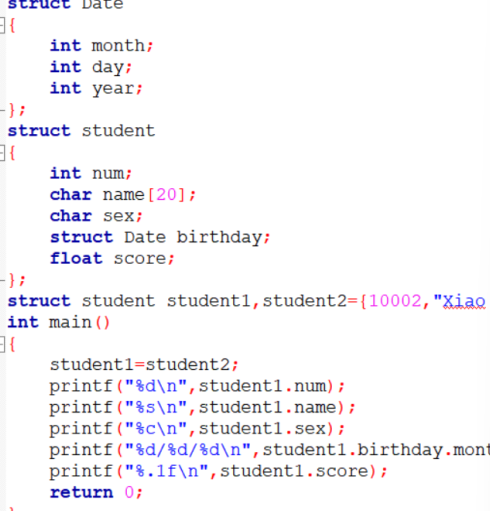 struct Date
{
int month;
int day;
int year;
};
struct student
{
int num;
char name[20];
char sex;
struct Date birthday;
float score;
};
struct student student1,student2={10002,"Xiao
int main()
{
student1=student2;
printf("%d\n",student1.num);
printf("%s\n",student1.name);
printf("%c\n",student1.sex);
printf("%d/%d/%d\n",student1.birthday.mont
printf("%.1f\n",student1.score);
return 0;